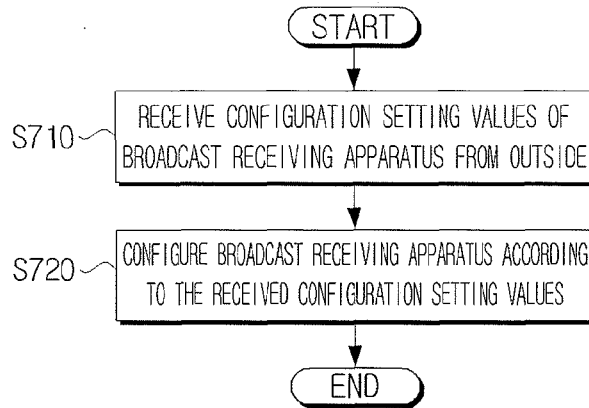 START
S710
RECEIVE CONFIGURATION SETTING VALUES OF
BROADCAST RECEIVING APPARATUS FROM OUTSIDE
S720
CONFIGURE BROADCAST RECEIVING APPARATUS ACCORDING
TO THE RECEIVED CONFIGURATION SETTING VALUES
END